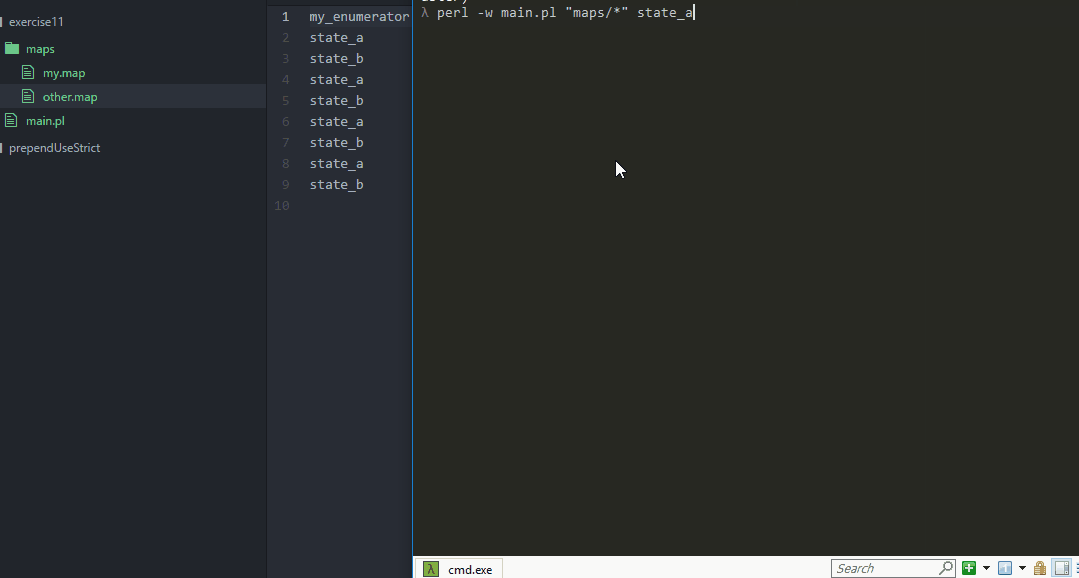 exercise11
maps
my.map
other.map
main.pl
prependUseStrict
1 my_enumerator
2 state_a
3 state_b
4 state_a
5 state_b
6 state_a
7 state_b
8 state_a
9 state_b
10
λ perl -w main.pl "maps/*" state_a
λ cmd.exe
Search